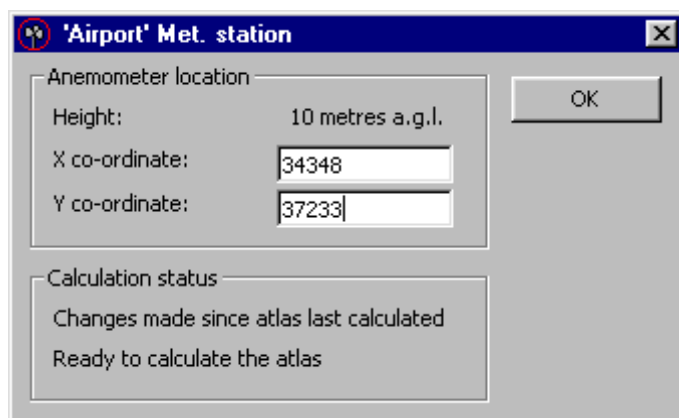 'Airport' Met. station
Anemometer location
Height: 10 metres a.g.l.
X co-ordinate: 34348
Y co-ordinate: 37233
OK
Calculation status
Changes made since atlas last calculated
Ready to calculate the atlas